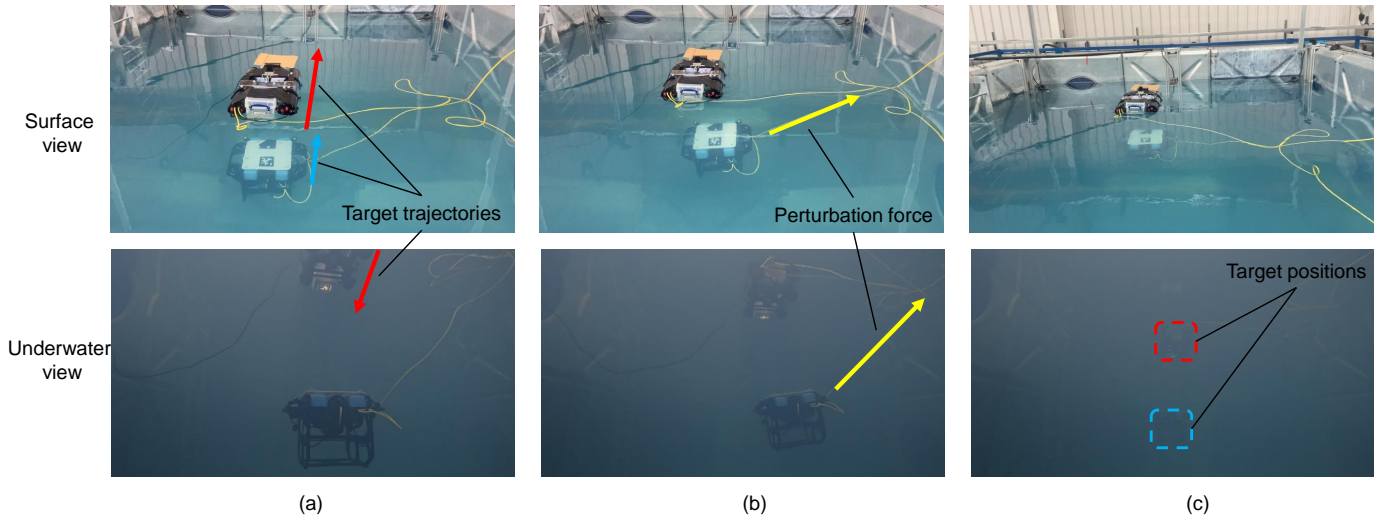 Surface
view
Target trajectories
Perturbation force
Underwater
view
Target positions
(a)
(b)
(c)